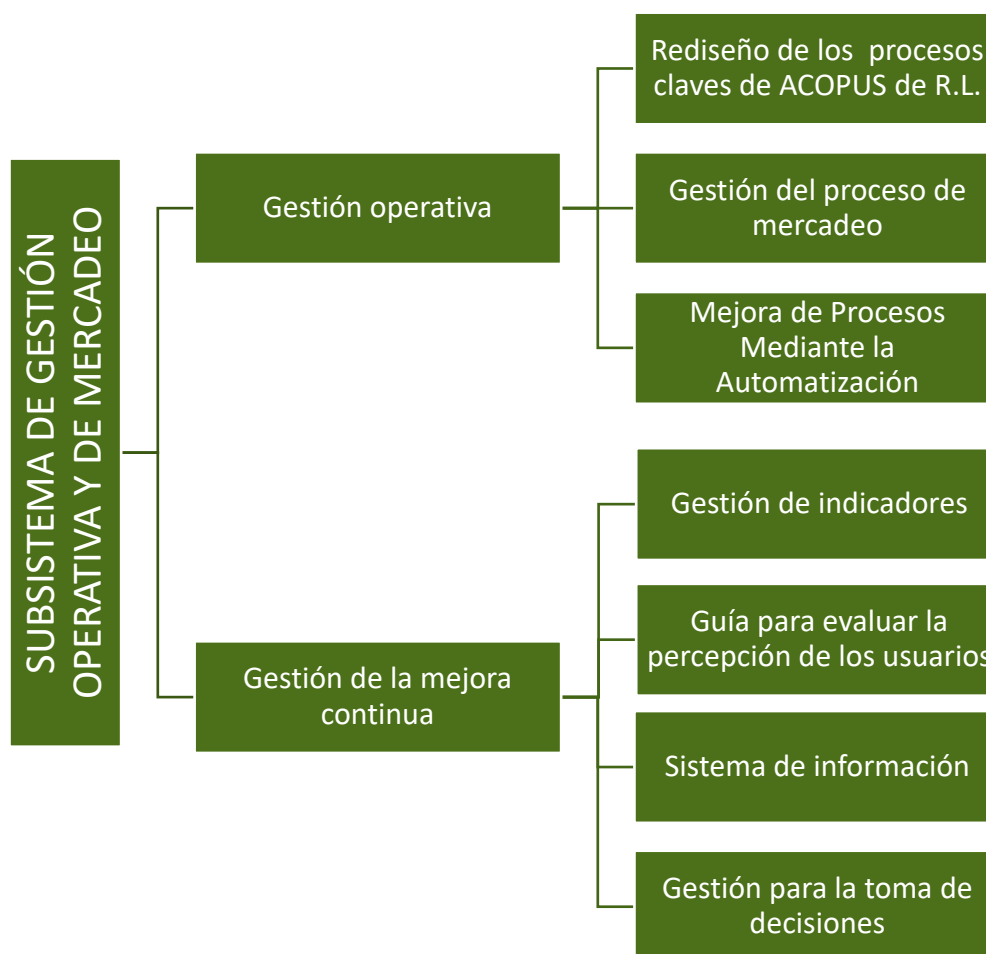 SUBSISTEMA DE GESTIÓN
OPERATIVA Y DE MERCADEO
Gestión operativa
Rediseño de los procesos
claves de ACOPUS de R.L.
Gestión del proceso de
mercadeo
Mejora de Procesos
Mediante la
Automatización
Gestión de la mejora
continua
Gestión de indicadores
Guía para evaluar la
percepción de los usuarios
Sistema de información
Gestión para la toma de
decisiones